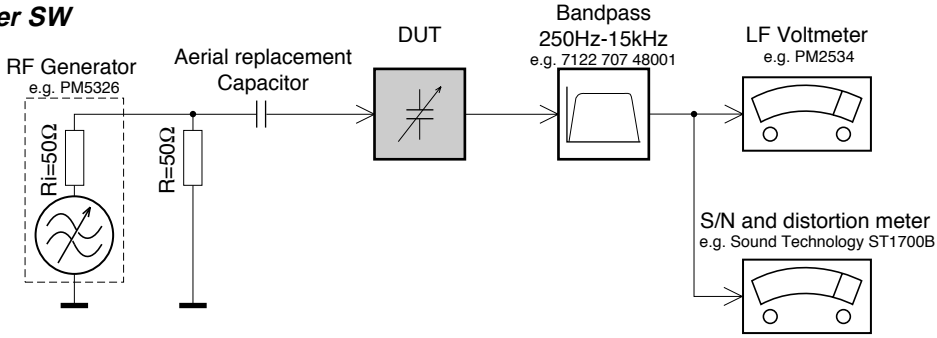 SW
RF Generator
e.g. PM5326
Ri=50Ω
R=50Ω
Aerial replacement
Capacitor
DUT
Bandpass
250Hz-15kHz
e.g. 7122 707 48001
LF Voltmeter
e.g. PM2534
S/N and distortion meter
e.g. Sound Technology ST1700B